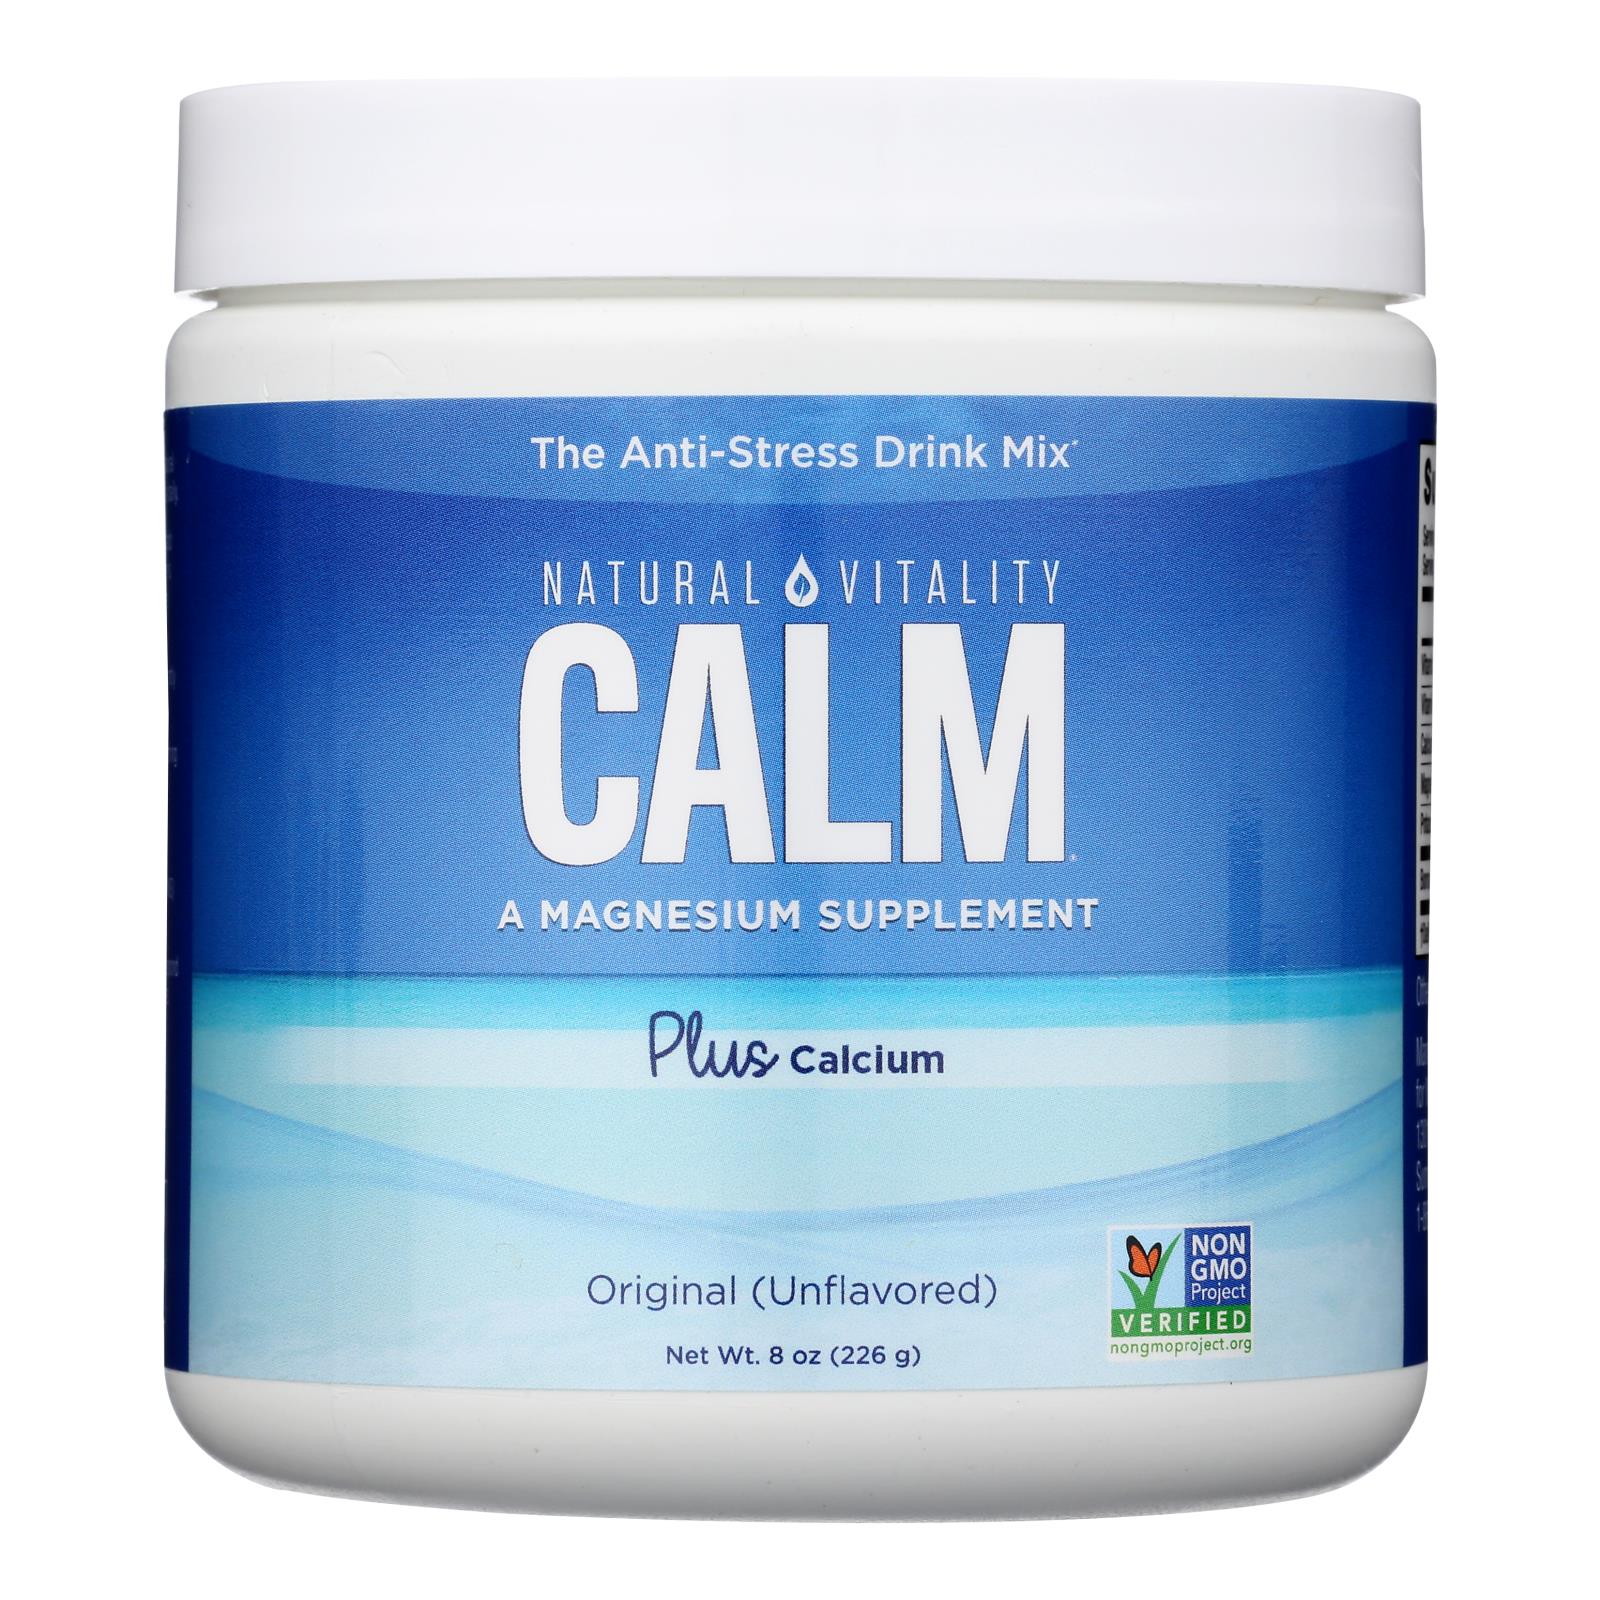 The Anti-Stress Drink Mix*
NATURAL VITALITY
CALM®
A MAGNESIUM SUPPLEMENT
Plus Calcium
Original (Unflavored)
Net Wt. 8 oz (226 g)
NON
GMO
Project
VERIFIED
nongmoproject.org